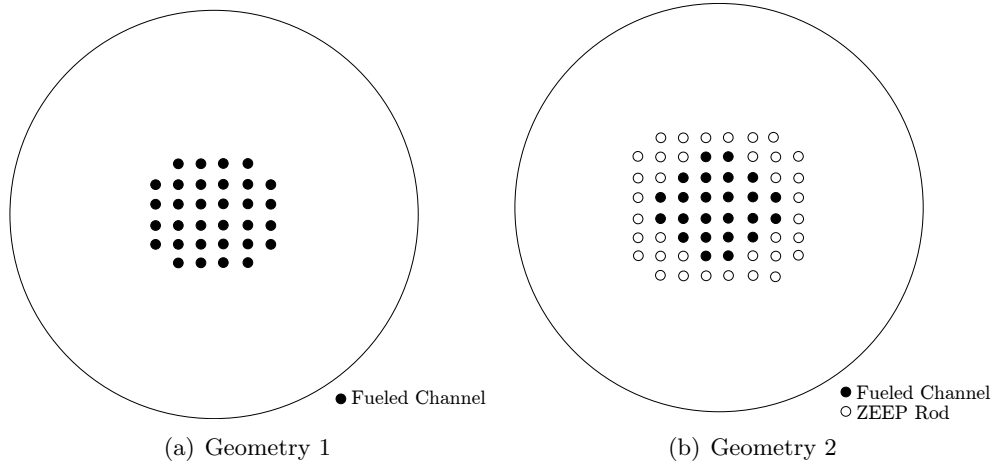 Fueled Channel
Fueled Channel
ZEEP Rod
(a) Geometry 1
(b) Geometry 2